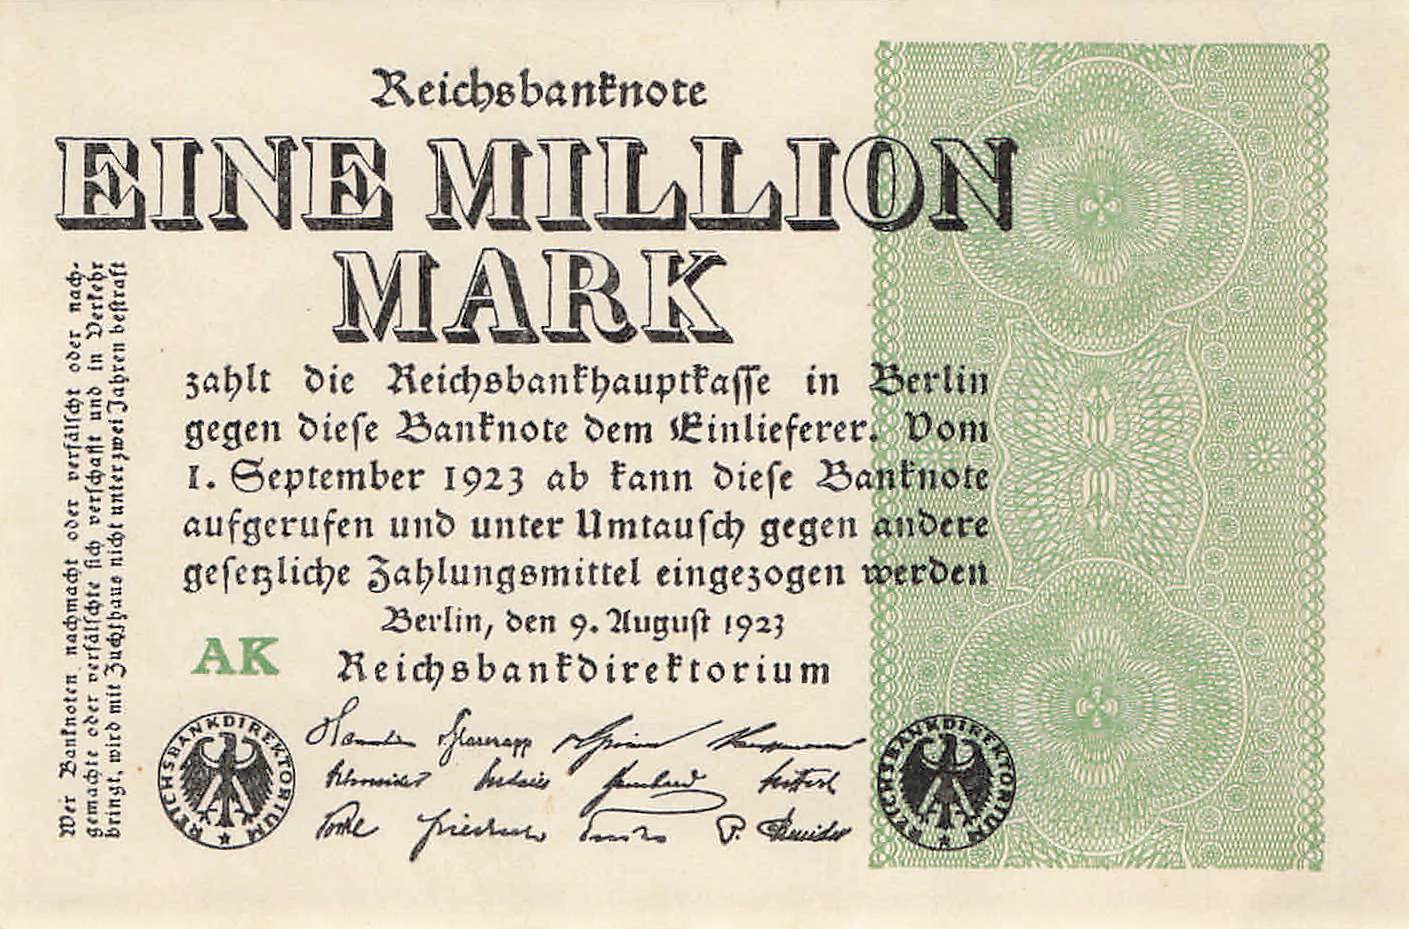 Reichsbanknote
EINE MILLION
MARK
zahlt die Reichsbankhauptkasse in Berlin
gegen diese Banknote dem Einlieferer. Vom
1. September 1923 ab kann diese Banknote
aufgerufen und unter Umtausch gegen andere
gesetzliche Zahlungsmittel eingezogen werden
Berlin, den 9. August 1923
Reichsbankdirektorium
AK
REICHSBANKDIREKTORIUM
REICHSBANKDIREKTORIUM
Wer Banknoten nachmacht oder verfälscht oder nach-
gemachte oder verfälschte sich verschafft und in Verkehr
bringt, wird mit Zuchthaus nicht unter zwei Jahren bestraft